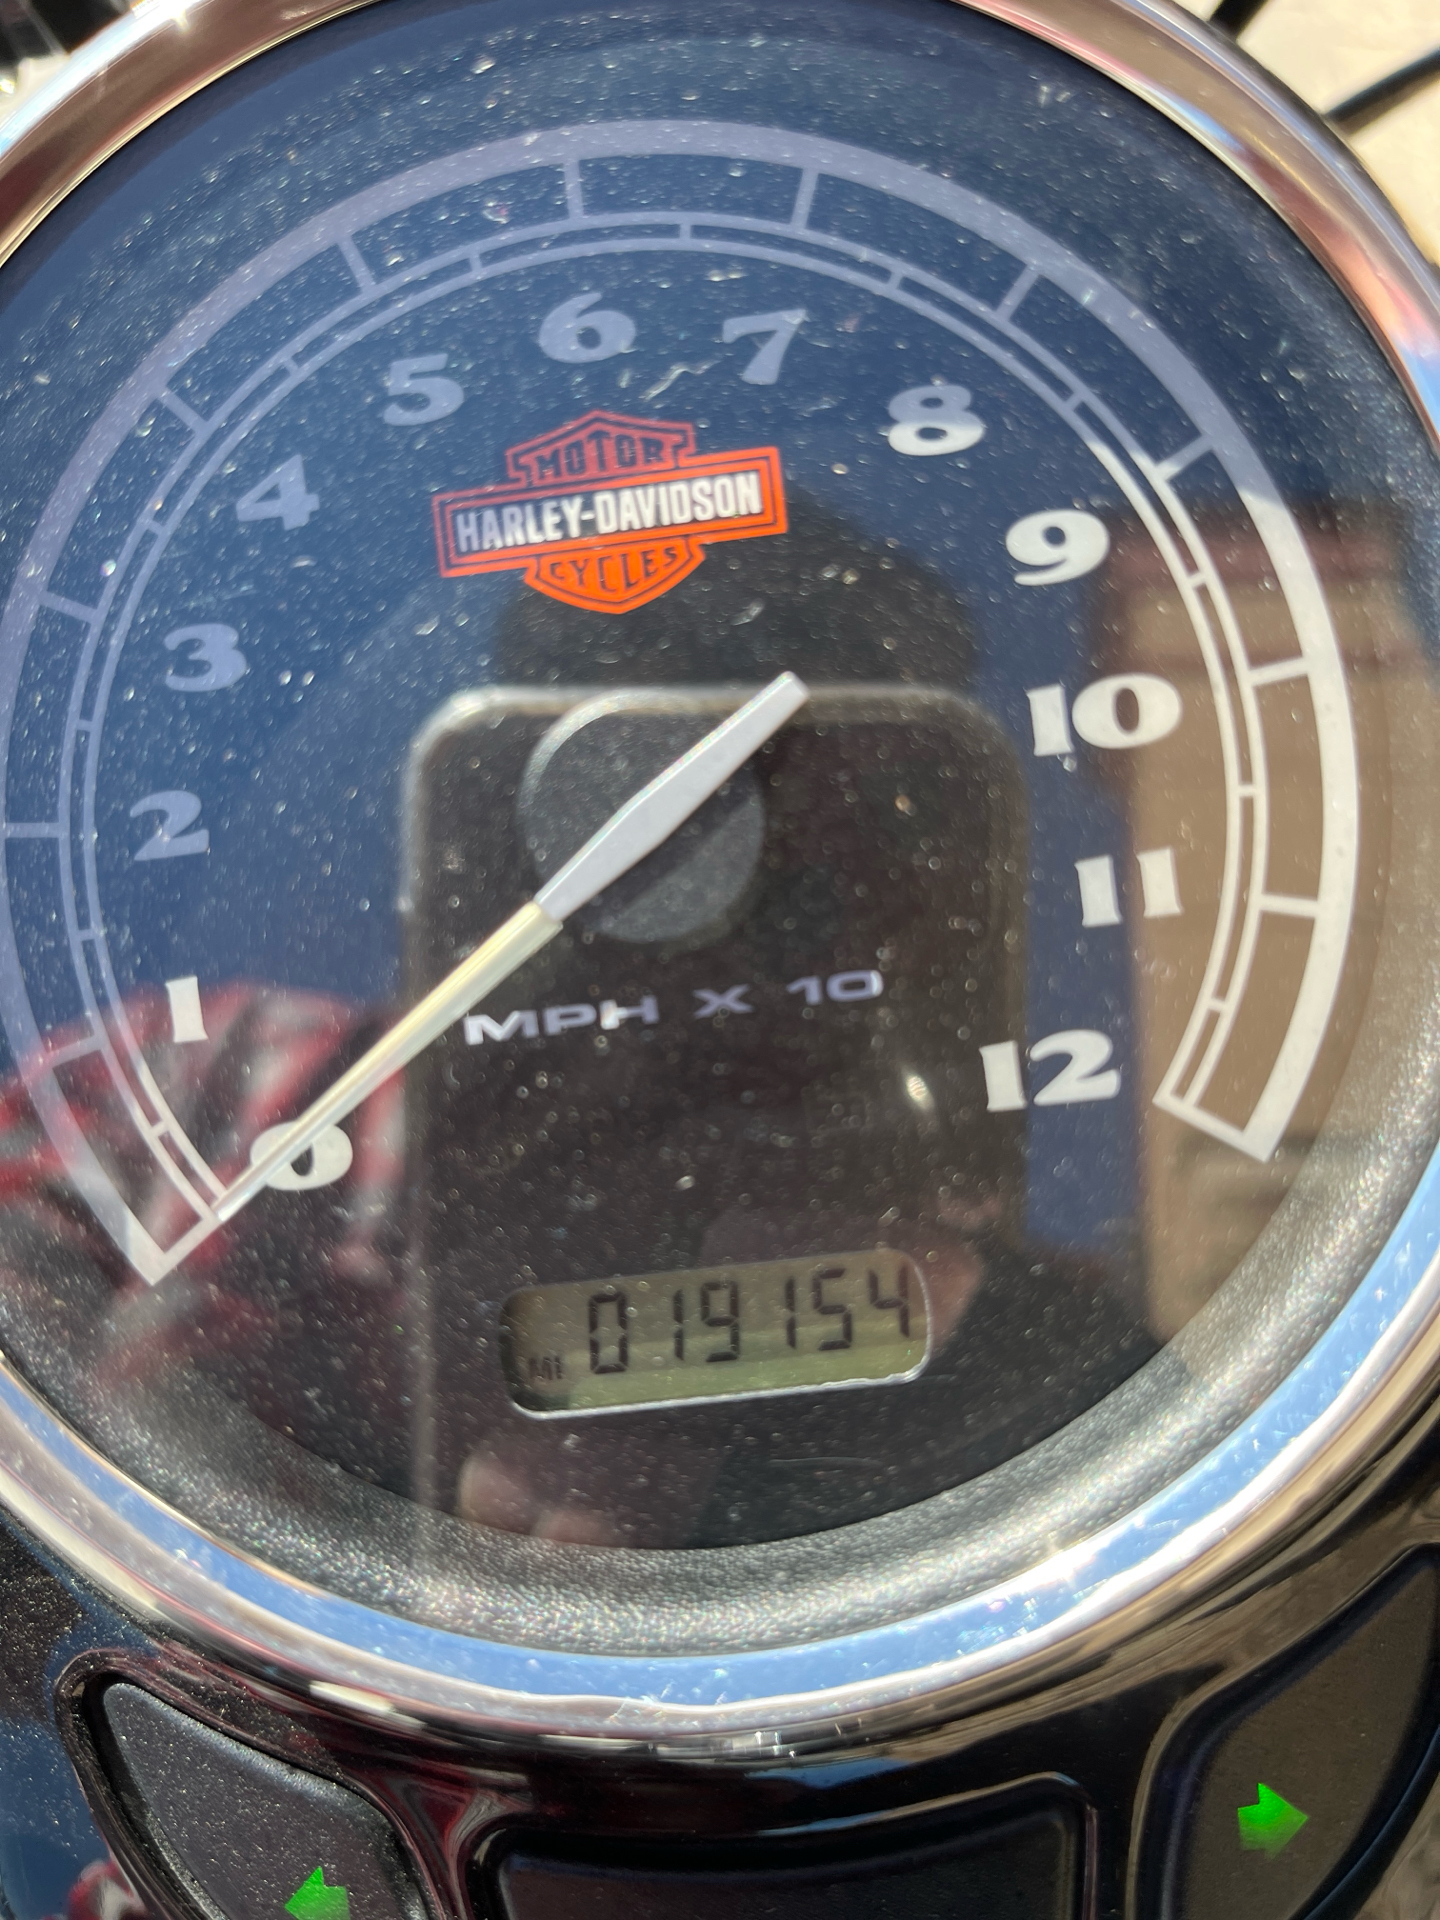 6 7
5 8
MOTOR
HARLEY-DAVIDSON
CYCLES
4 9
3 10
2 11
MPH X 10
1 12
0
MI 019154